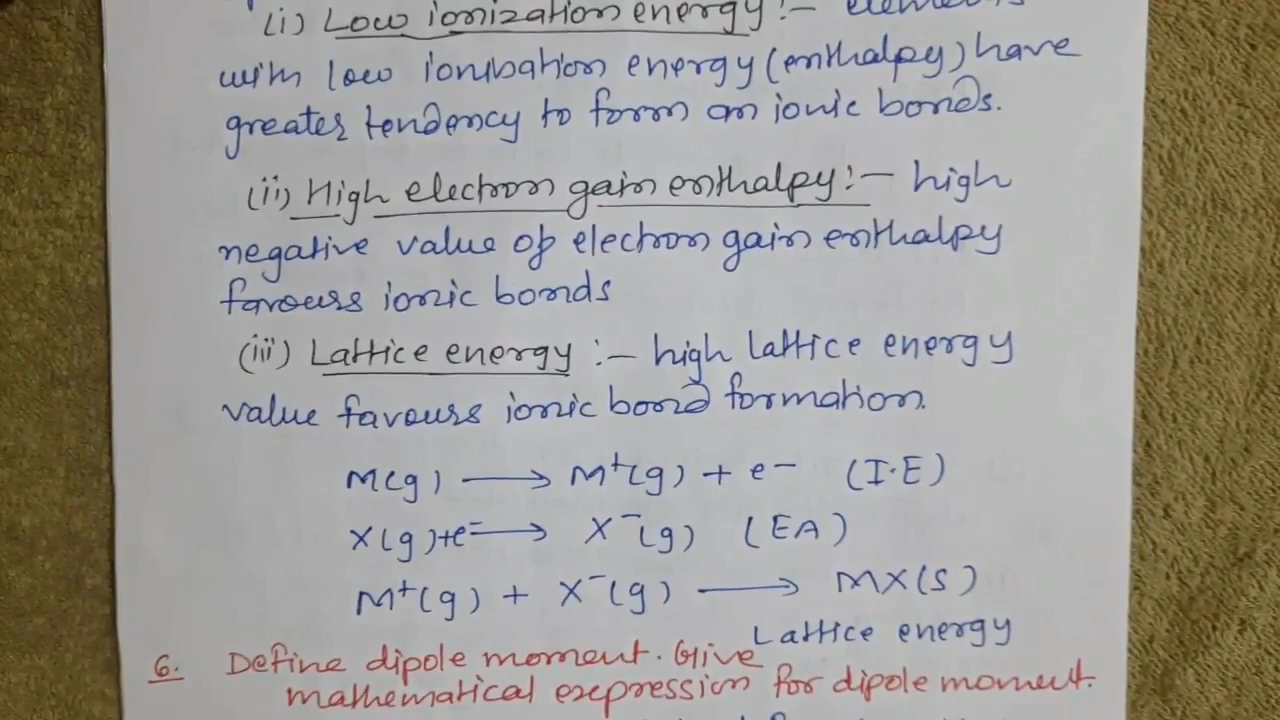 (i) Low ionization energy :- elements
with low ionisation energy (enthalpy) have
greater tendency to form an ionic bonds.
(ii) High electron gain enthalpy :- high
negative value of electron gain enthalpy
favours ionic bonds
(iii) Lattice energy :- high lattice energy
value favours ionic bond formation.
M(g) ⟶ M⁺(g) + e⁻ (I.E)
X(g)+e⁻ ⟶ X⁻(g) (EA)
M⁺(g) + X⁻(g) ⟶ MX(s)
Lattice energy
6. Define dipole moment. Give
mathematical expression for dipole moment.